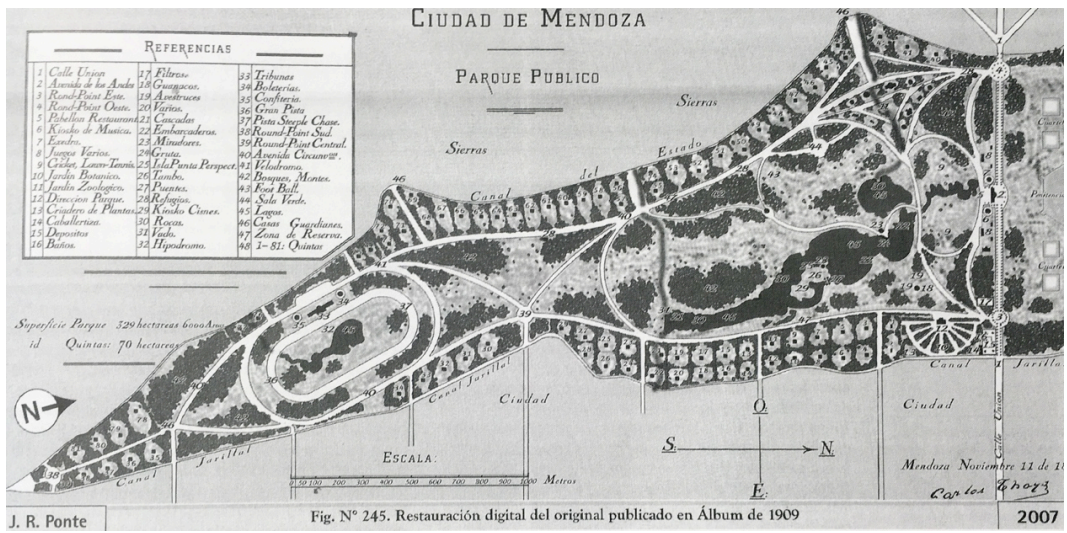 CIUDAD DE MENDOZA
PARQUE PUBLICO
REFERENCIAS
1 Calle Union
2 Avenida de los Andes
3 Rond-Point Este.
4 Rond-Point Oeste.
5 Pabellon Restaurant
6 Kiosko de Musica.
7 Exedra.
8 Juegos Varios.
9 Cricket, Lawn-Tennis.
10 Jardin Botanico.
11 Jardin Zoologico.
12 Direccion Parque.
13 Criadero de Plantas.
14 Caballeriza.
15 Depositos
16 Baños.
17 Filtros.
18 Guanacos.
19 Avestruces
20 Varios.
21 Cascadas
22 Embarcaderos.
23 Miradores.
24 Gruta.
25 Isla Punta Perspect.
26 Tambo.
27 Puentes.
28 Refugios.
29 Kiosko Cisnes.
30 Rocas.
31 Vado.
32 Hipodromo.
33 Tribunas
34 Boleterias.
35 Confiteria.
36 Gran Pista
37 Pista Steeple Chase.
38 Round-Point Sud.
39 Round-Point Central.
40 Avenida Circunv.
41 Velodromo.
42 Bosques, Montes.
43 Foot Ball.
44 Sala Verde.
45 Lagos.
46 Casas Guardianes.
47 Zona de Reserva.
48 1-81: Quintas
Sierras
Sierras
Canal del Estado
Superficie Parque 329 hectareas 6000
id Quintas: 70 hectareas
N
Canal Jarillal
Canal Jarillal
Canal Jarillal
Ciudad
Ciudad
Calle Union
O:
S: N:
E:
ESCALA:
0 50 100 200 300 400 500 1000 Metros
Mendoza Noviembre 11 de
Carlos Thays
J. R. Ponte
Fig. N° 245. Restauración digital del original publicado en Álbum de 1909
2007